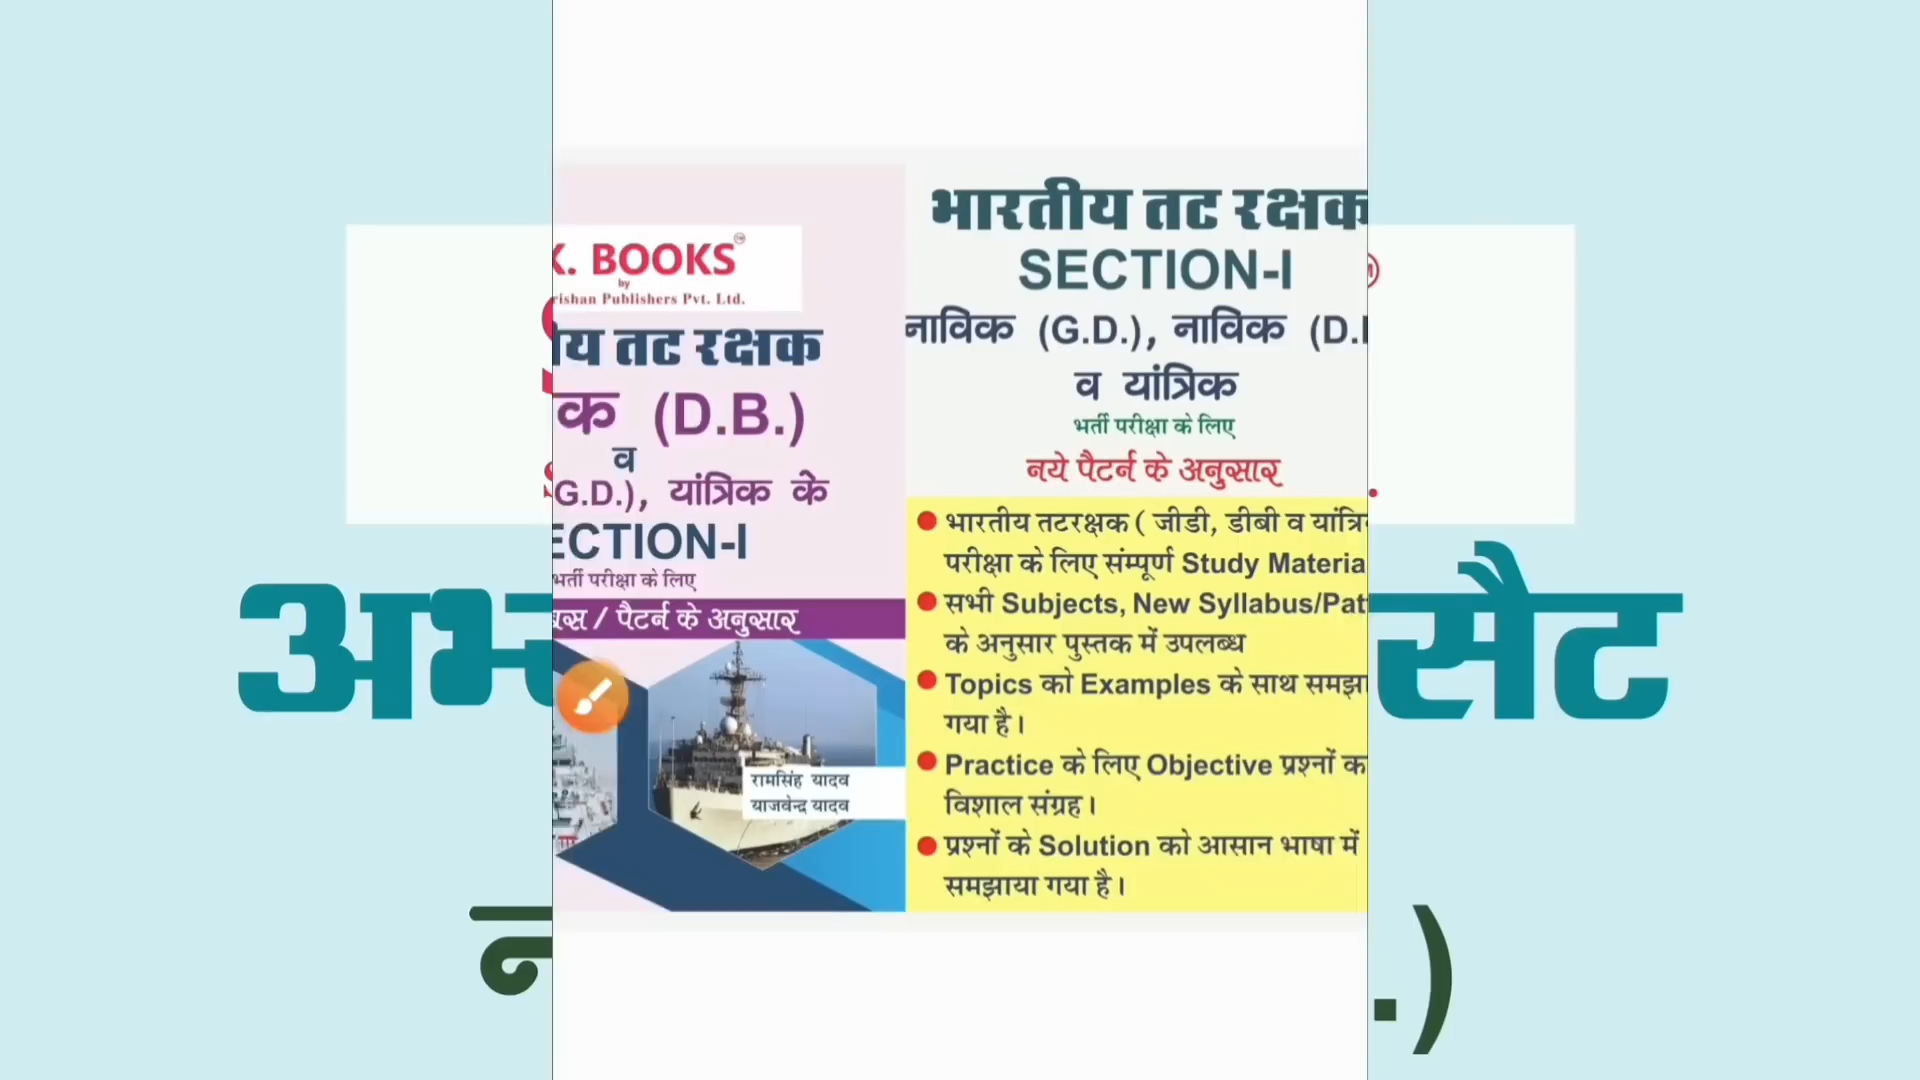 K. BOOKS
by
rishan Publishers Pvt. Ltd.
ीय तट रक्षक
क (D.B.)
व
G.D.), यांत्रिक के
ECTION-I
भर्ती परीक्षा के लिए
बस / पैटर्न के अनुसार
रामसिंह यादव
याजवेन्द्र यादव
भारतीय तट रक्षक
SECTION-I
नाविक (G.D.), नाविक (D.
व यांत्रिक
भर्ती परीक्षा के लिए
नये पैटर्न के अनुसार
भारतीय तटरक्षक ( जीडी, डीबी व यांत्रि
परीक्षा के लिए संम्पूर्ण Study Materia
सभी Subjects, New Syllabus/Pat
के अनुसार पुस्तक में उपलब्ध
Topics को Examples के साथ समझा
गया है।
Practice के लिए Objective प्रश्नों क
विशाल संग्रह।
प्रश्नों के Solution को आसान भाषा में
समझाया गया है।
सैट
.)